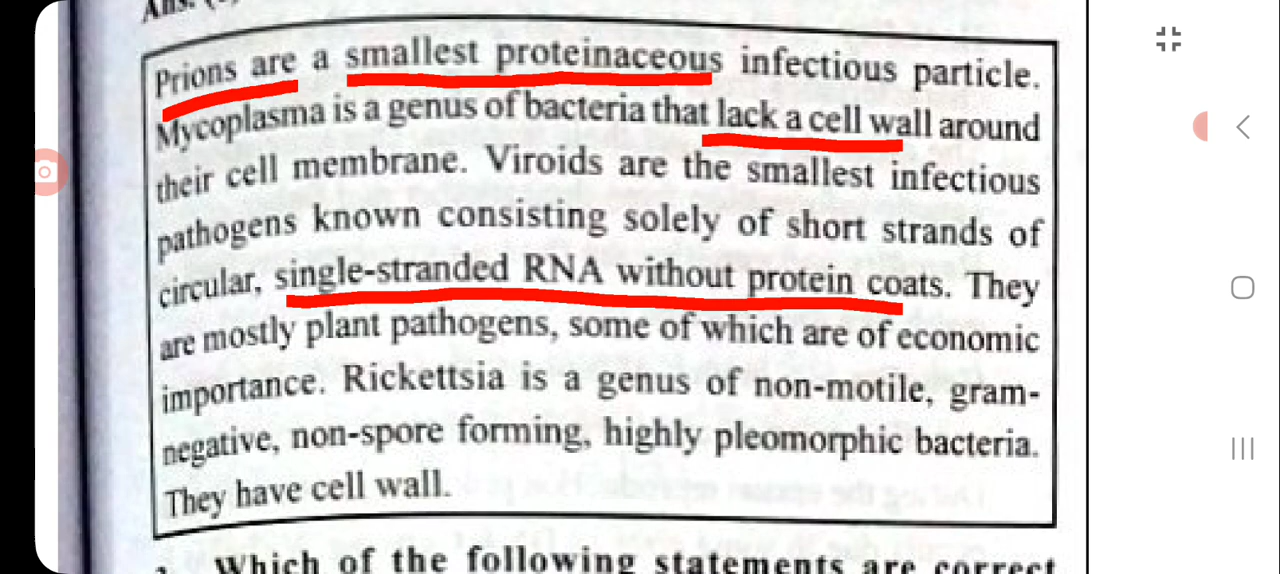 Ans.
Prions are a smallest proteinaceous infectious particle.
Mycoplasma is a genus of bacteria that lack a cell wall around
their cell membrane. Viroids are the smallest infectious
pathogens known consisting solely of short strands of
circular, single-stranded RNA without protein coats. They
are mostly plant pathogens, some of which are of economic
importance. Rickettsia is a genus of non-motile, gram-
negative, non-spore forming, highly pleomorphic bacteria.
They have cell wall.
Which of the following statements are correct